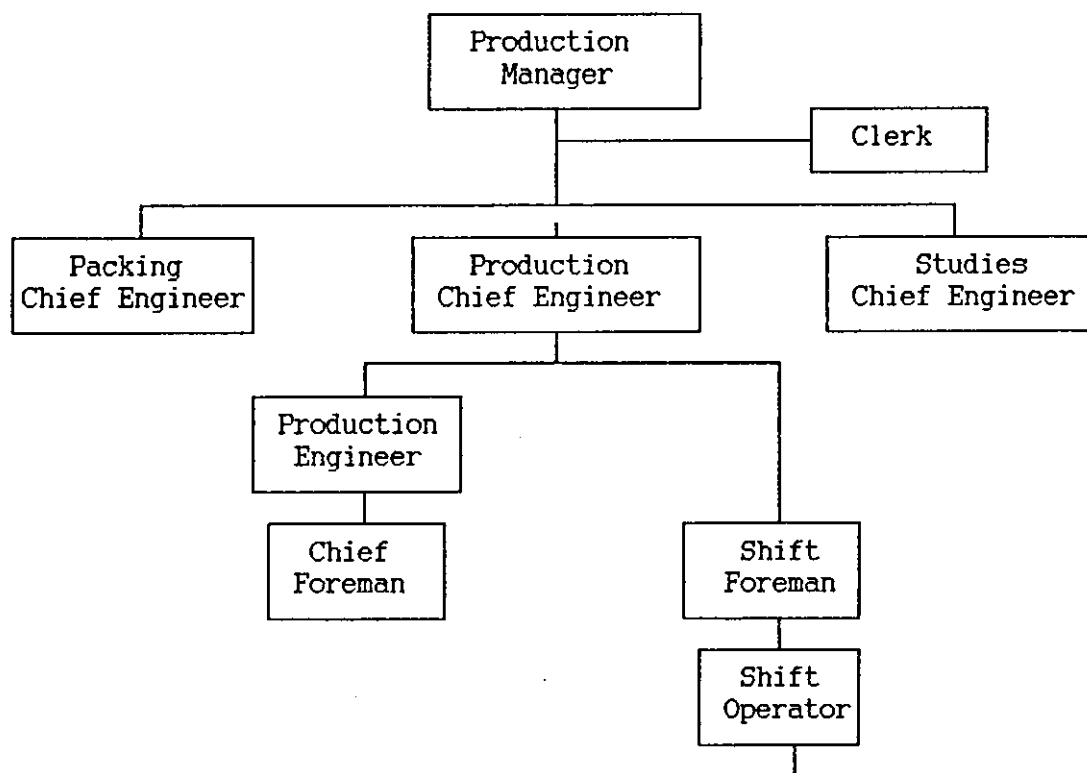 Production
Manager
Clerk
Packing
Chief Engineer
Production
Chief Engineer
Studies
Chief Engineer
Production
Engineer
Chief
Foreman
Shift
Foreman
Shift
Operator